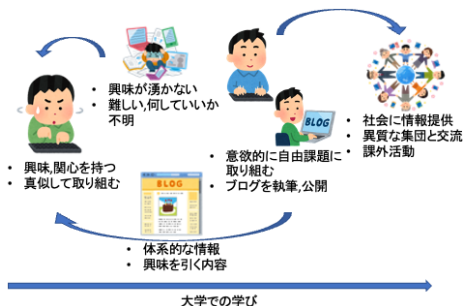 • 興味が湧かない
• 難しい,何していいか
不明
• 興味,関心を持つ
• 真似して取り組む
BLOG
• 意欲的に自由課題に
取り組む
• ブログを執筆,公開
• 社会に情報提供
• 異質な集団と交流
• 課外活動
BLOG
• 体系的な情報
• 興味を引く内容
大学での学び